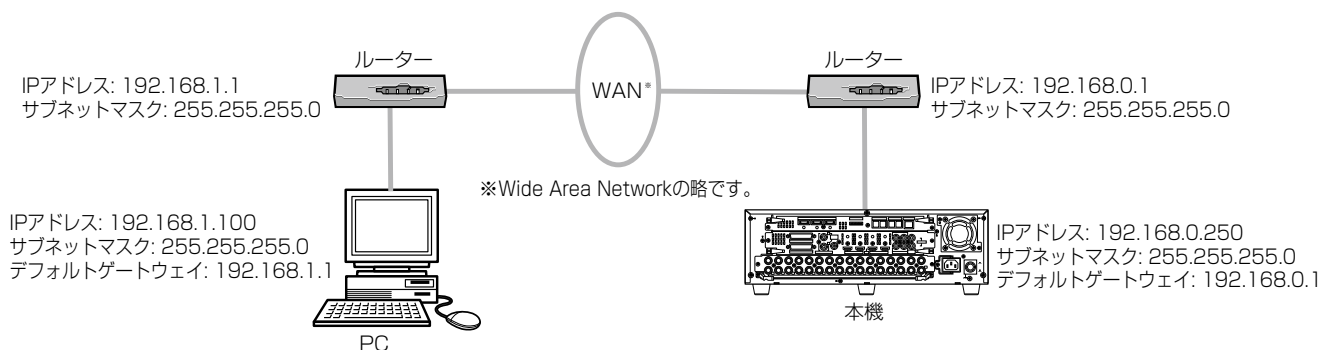 ルーター
IPアドレス: 192.168.1.1
サブネットマスク: 255.255.255.0
WAN※
ルーター
IPアドレス: 192.168.0.1
サブネットマスク: 255.255.255.0
※Wide Area Networkの略です。
IPアドレス: 192.168.1.100
サブネットマスク: 255.255.255.0
デフォルトゲートウェイ: 192.168.1.1
PC
IPアドレス: 192.168.0.250
サブネットマスク: 255.255.255.0
デフォルトゲートウェイ: 192.168.0.1
本機